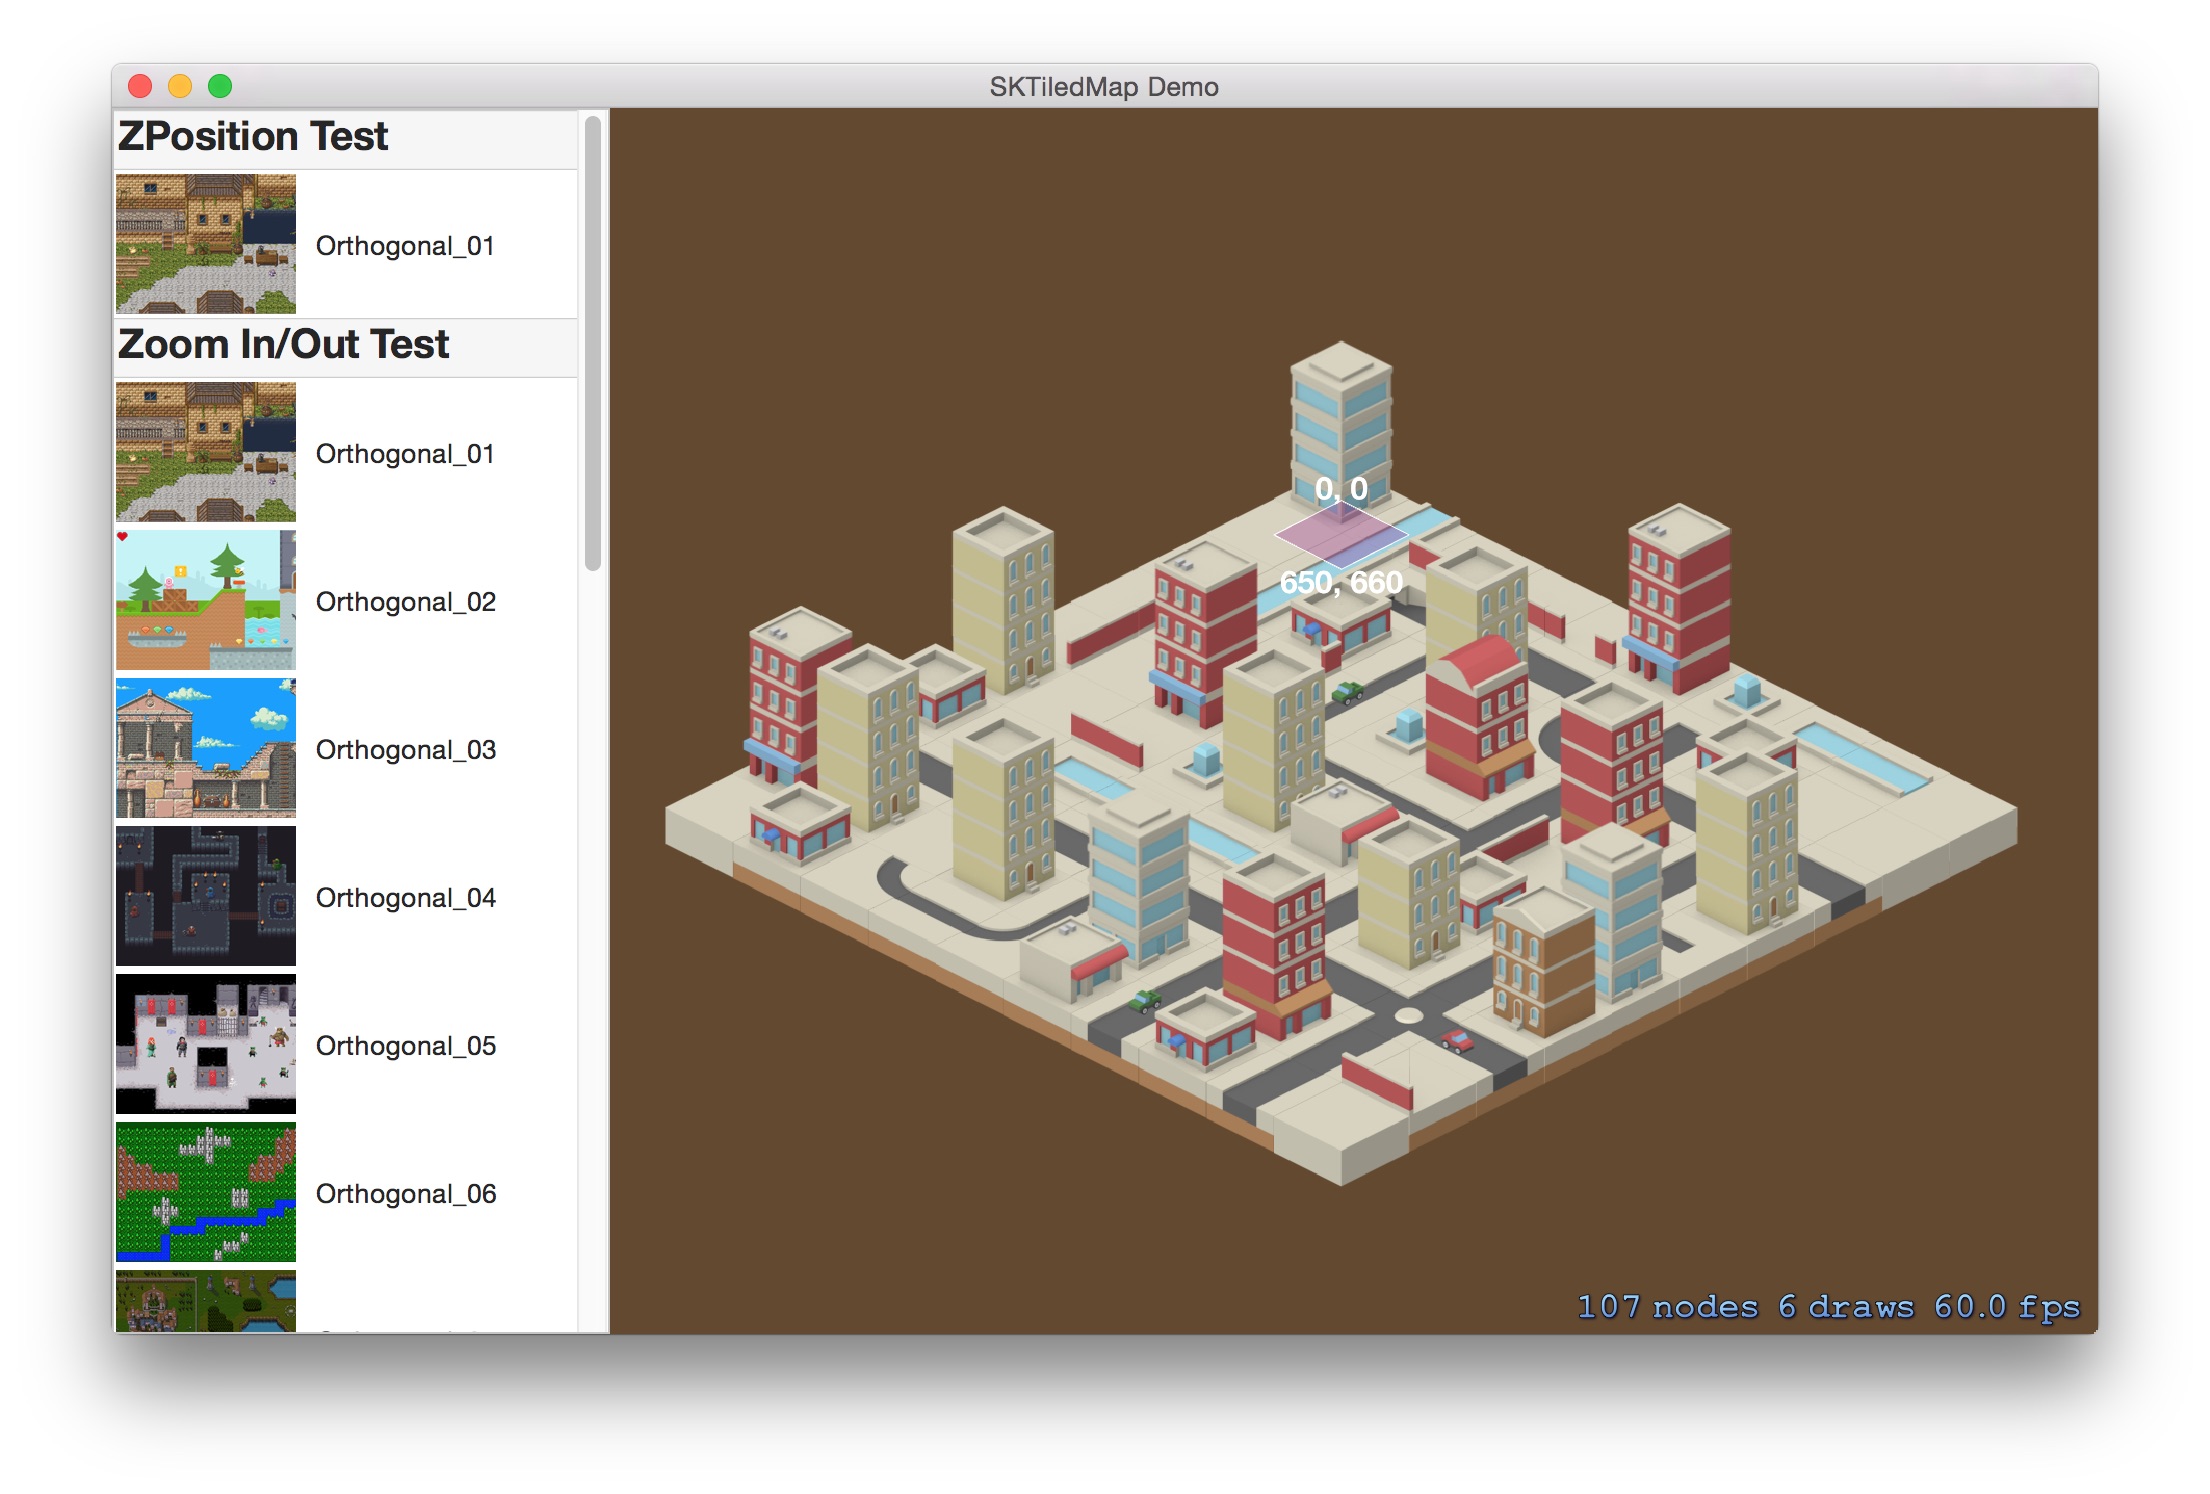 SKTiledMap Demo
ZPosition Test
Orthogonal_01
Zoom In/Out Test
Orthogonal_01
Orthogonal_02
Orthogonal_03
Orthogonal_04
Orthogonal_05
Orthogonal_06
0, 0
650, 660
107 nodes 6 draws 60.0 fps